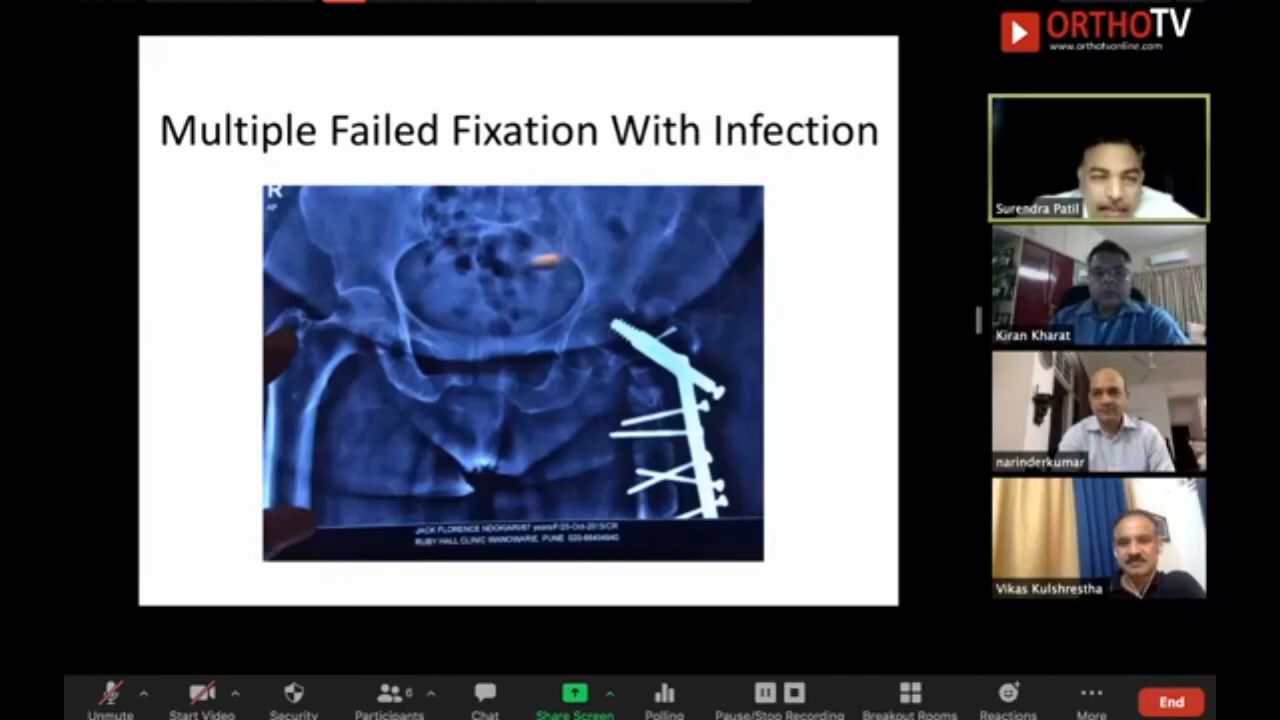 ORTHOTV
www.orthotvonline.com
Multiple Failed Fixation With Infection
R
AP
Surendra Patil
Kiran Kharat
narinderkumar
Vikas Kulshrestha
RUBY HALL CLINIC WANOWARIE, PUNE
6
Unmute
Start Video
Security
Participants
Chat
Share Screen
Polling
Pause/Stop Recording
Breakout Rooms
Reactions
More
End